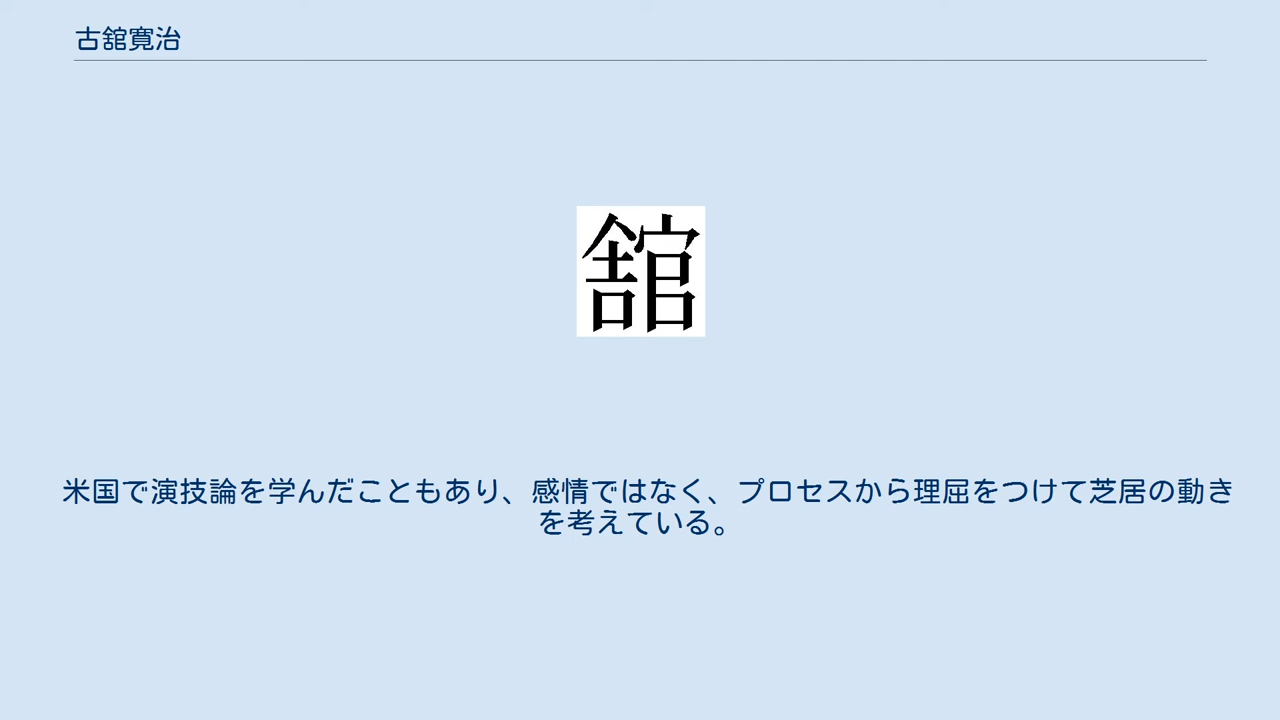 古舘寛治
舘
米国で演技論を学んだこともあり、感情ではなく、プロセスから理屈をつけて芝居の動き
を考えている。